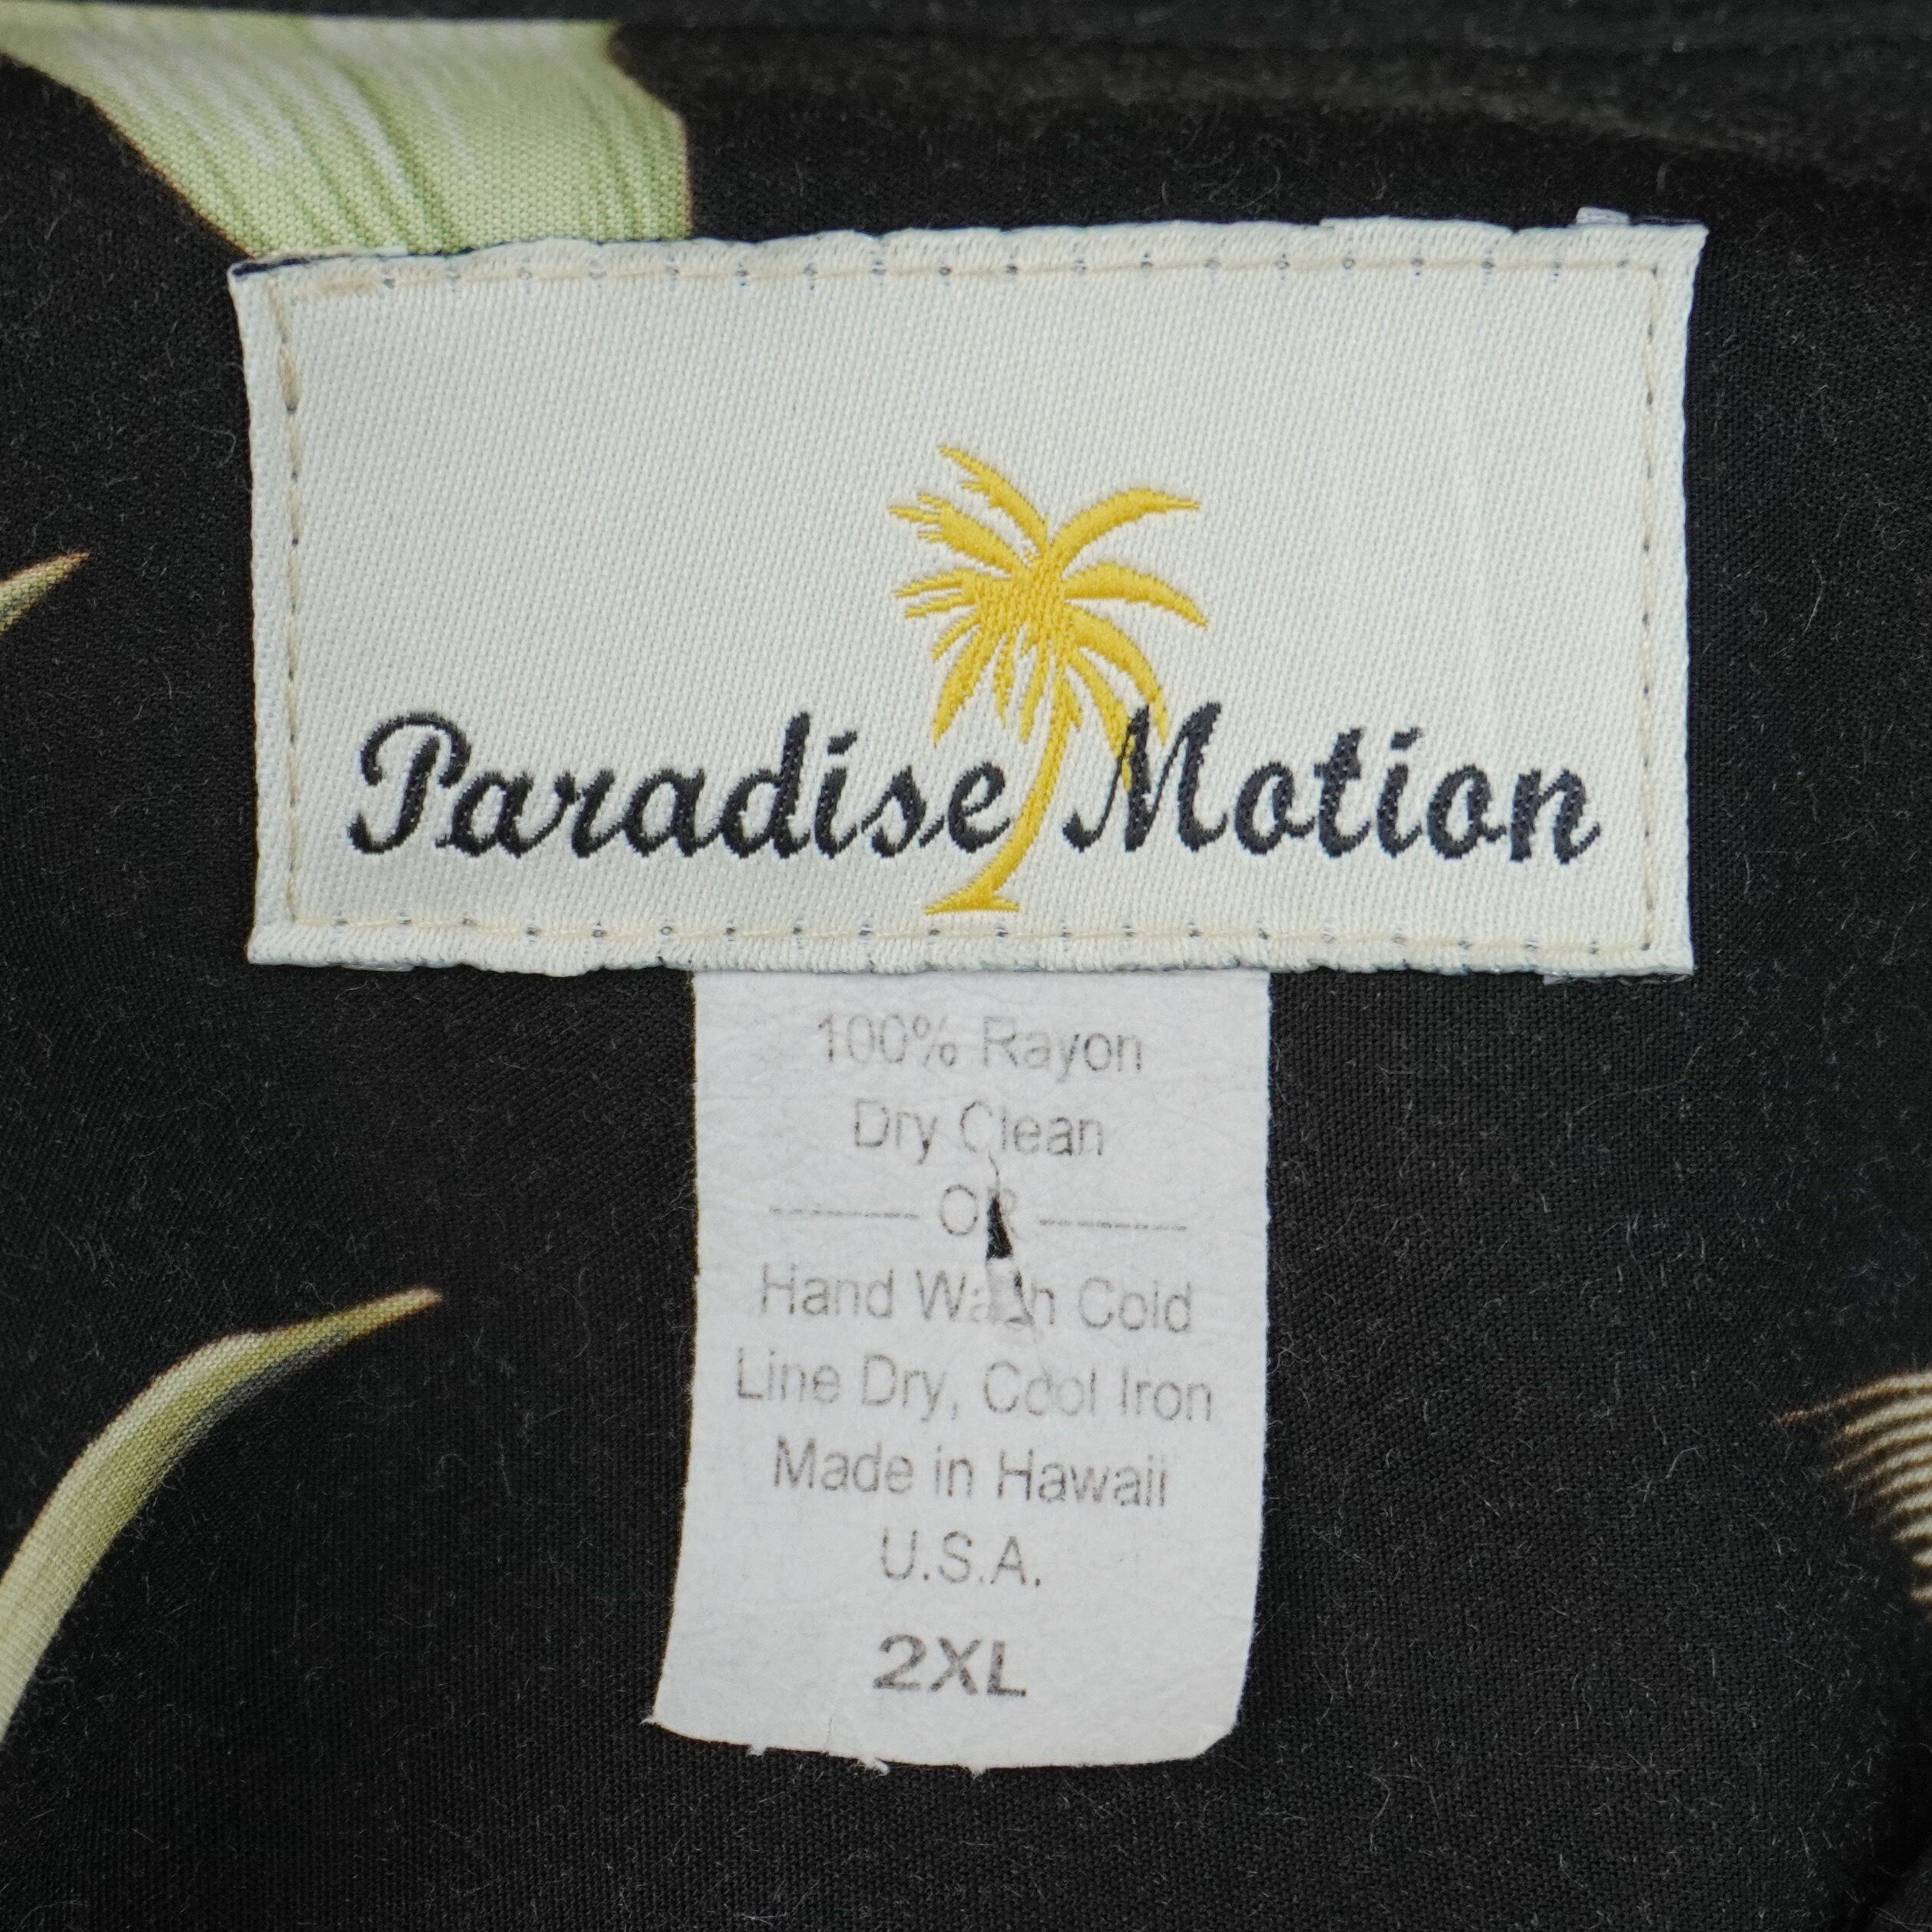 Paradise Motion
100% Rayon
Dry Clean
-------- OR --------
Hand Wash Cold
Line Dry, Cool Iron
Made in Hawaii
U.S.A.
2XL